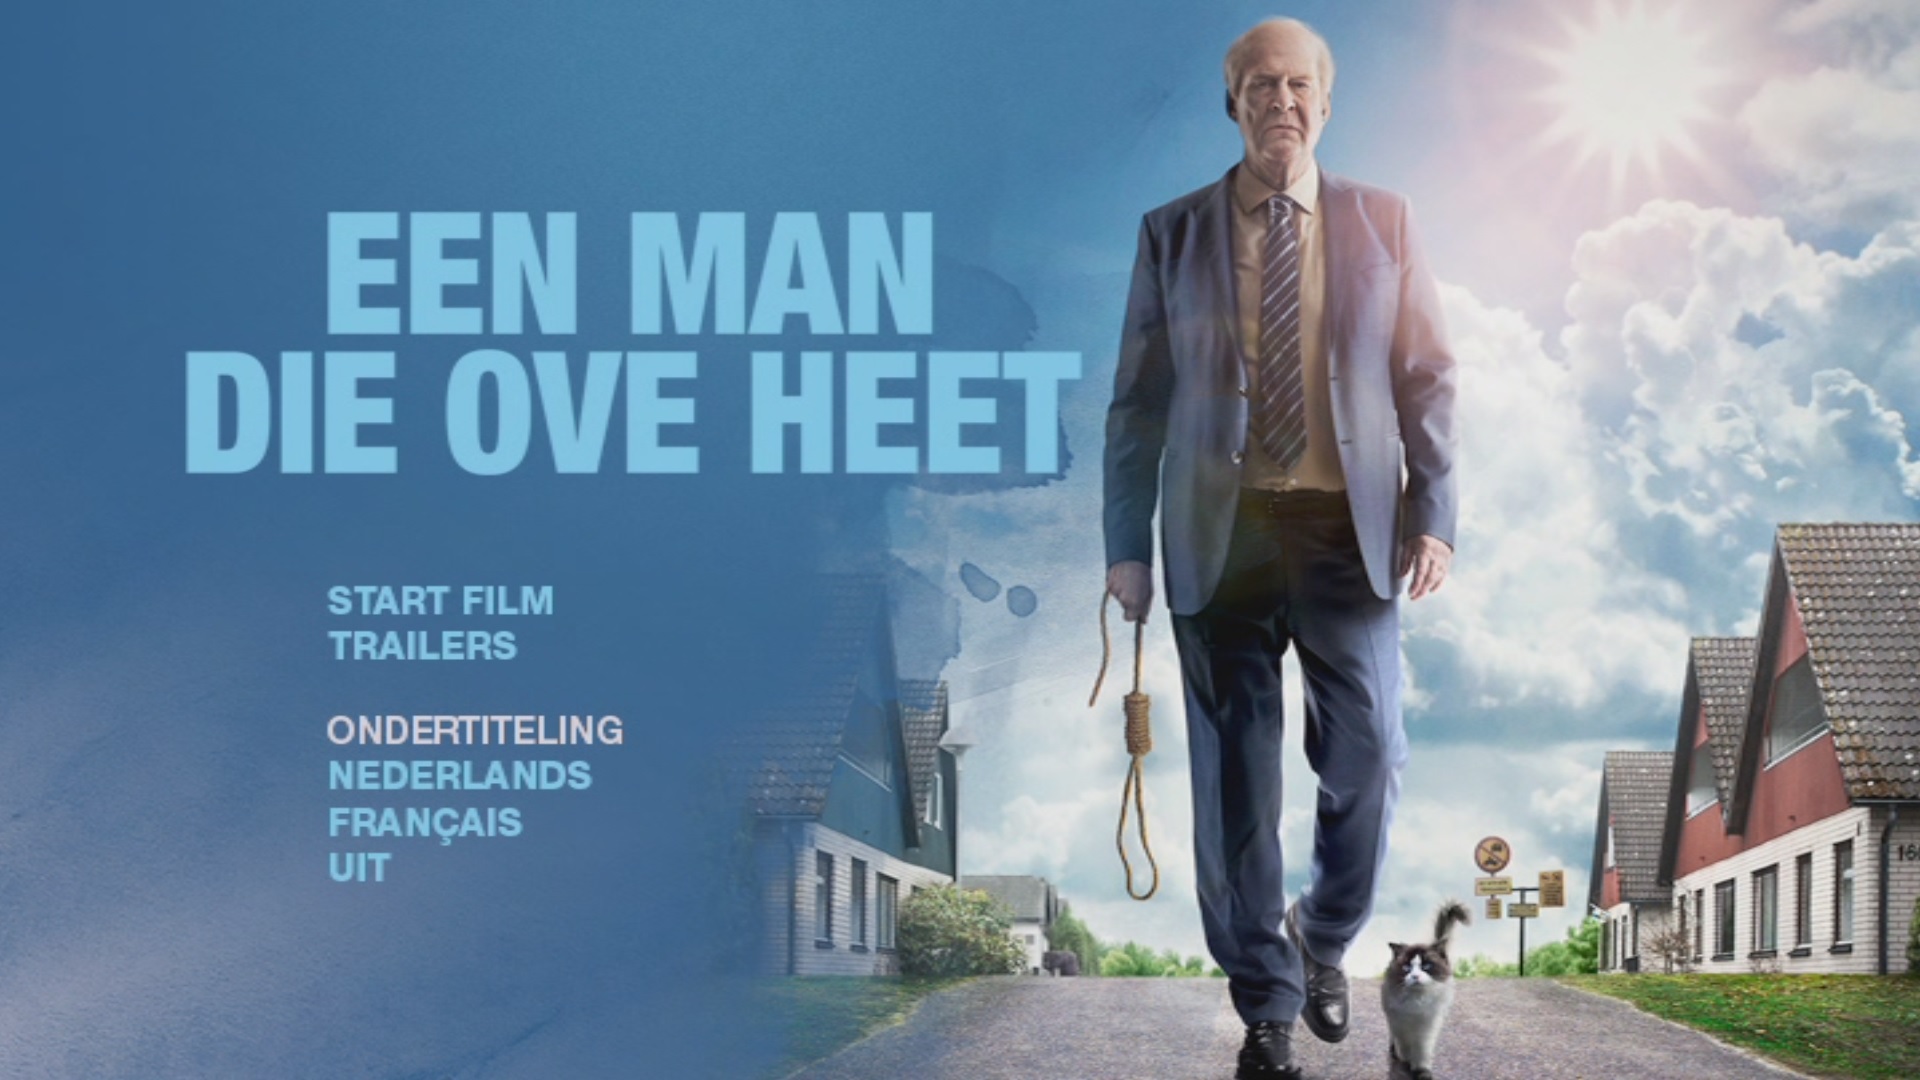 EEN MAN
DIE OVE HEET
START FILM
TRAILERS
ONDERTITELING
NEDERLANDS
FRANÇAIS
UIT